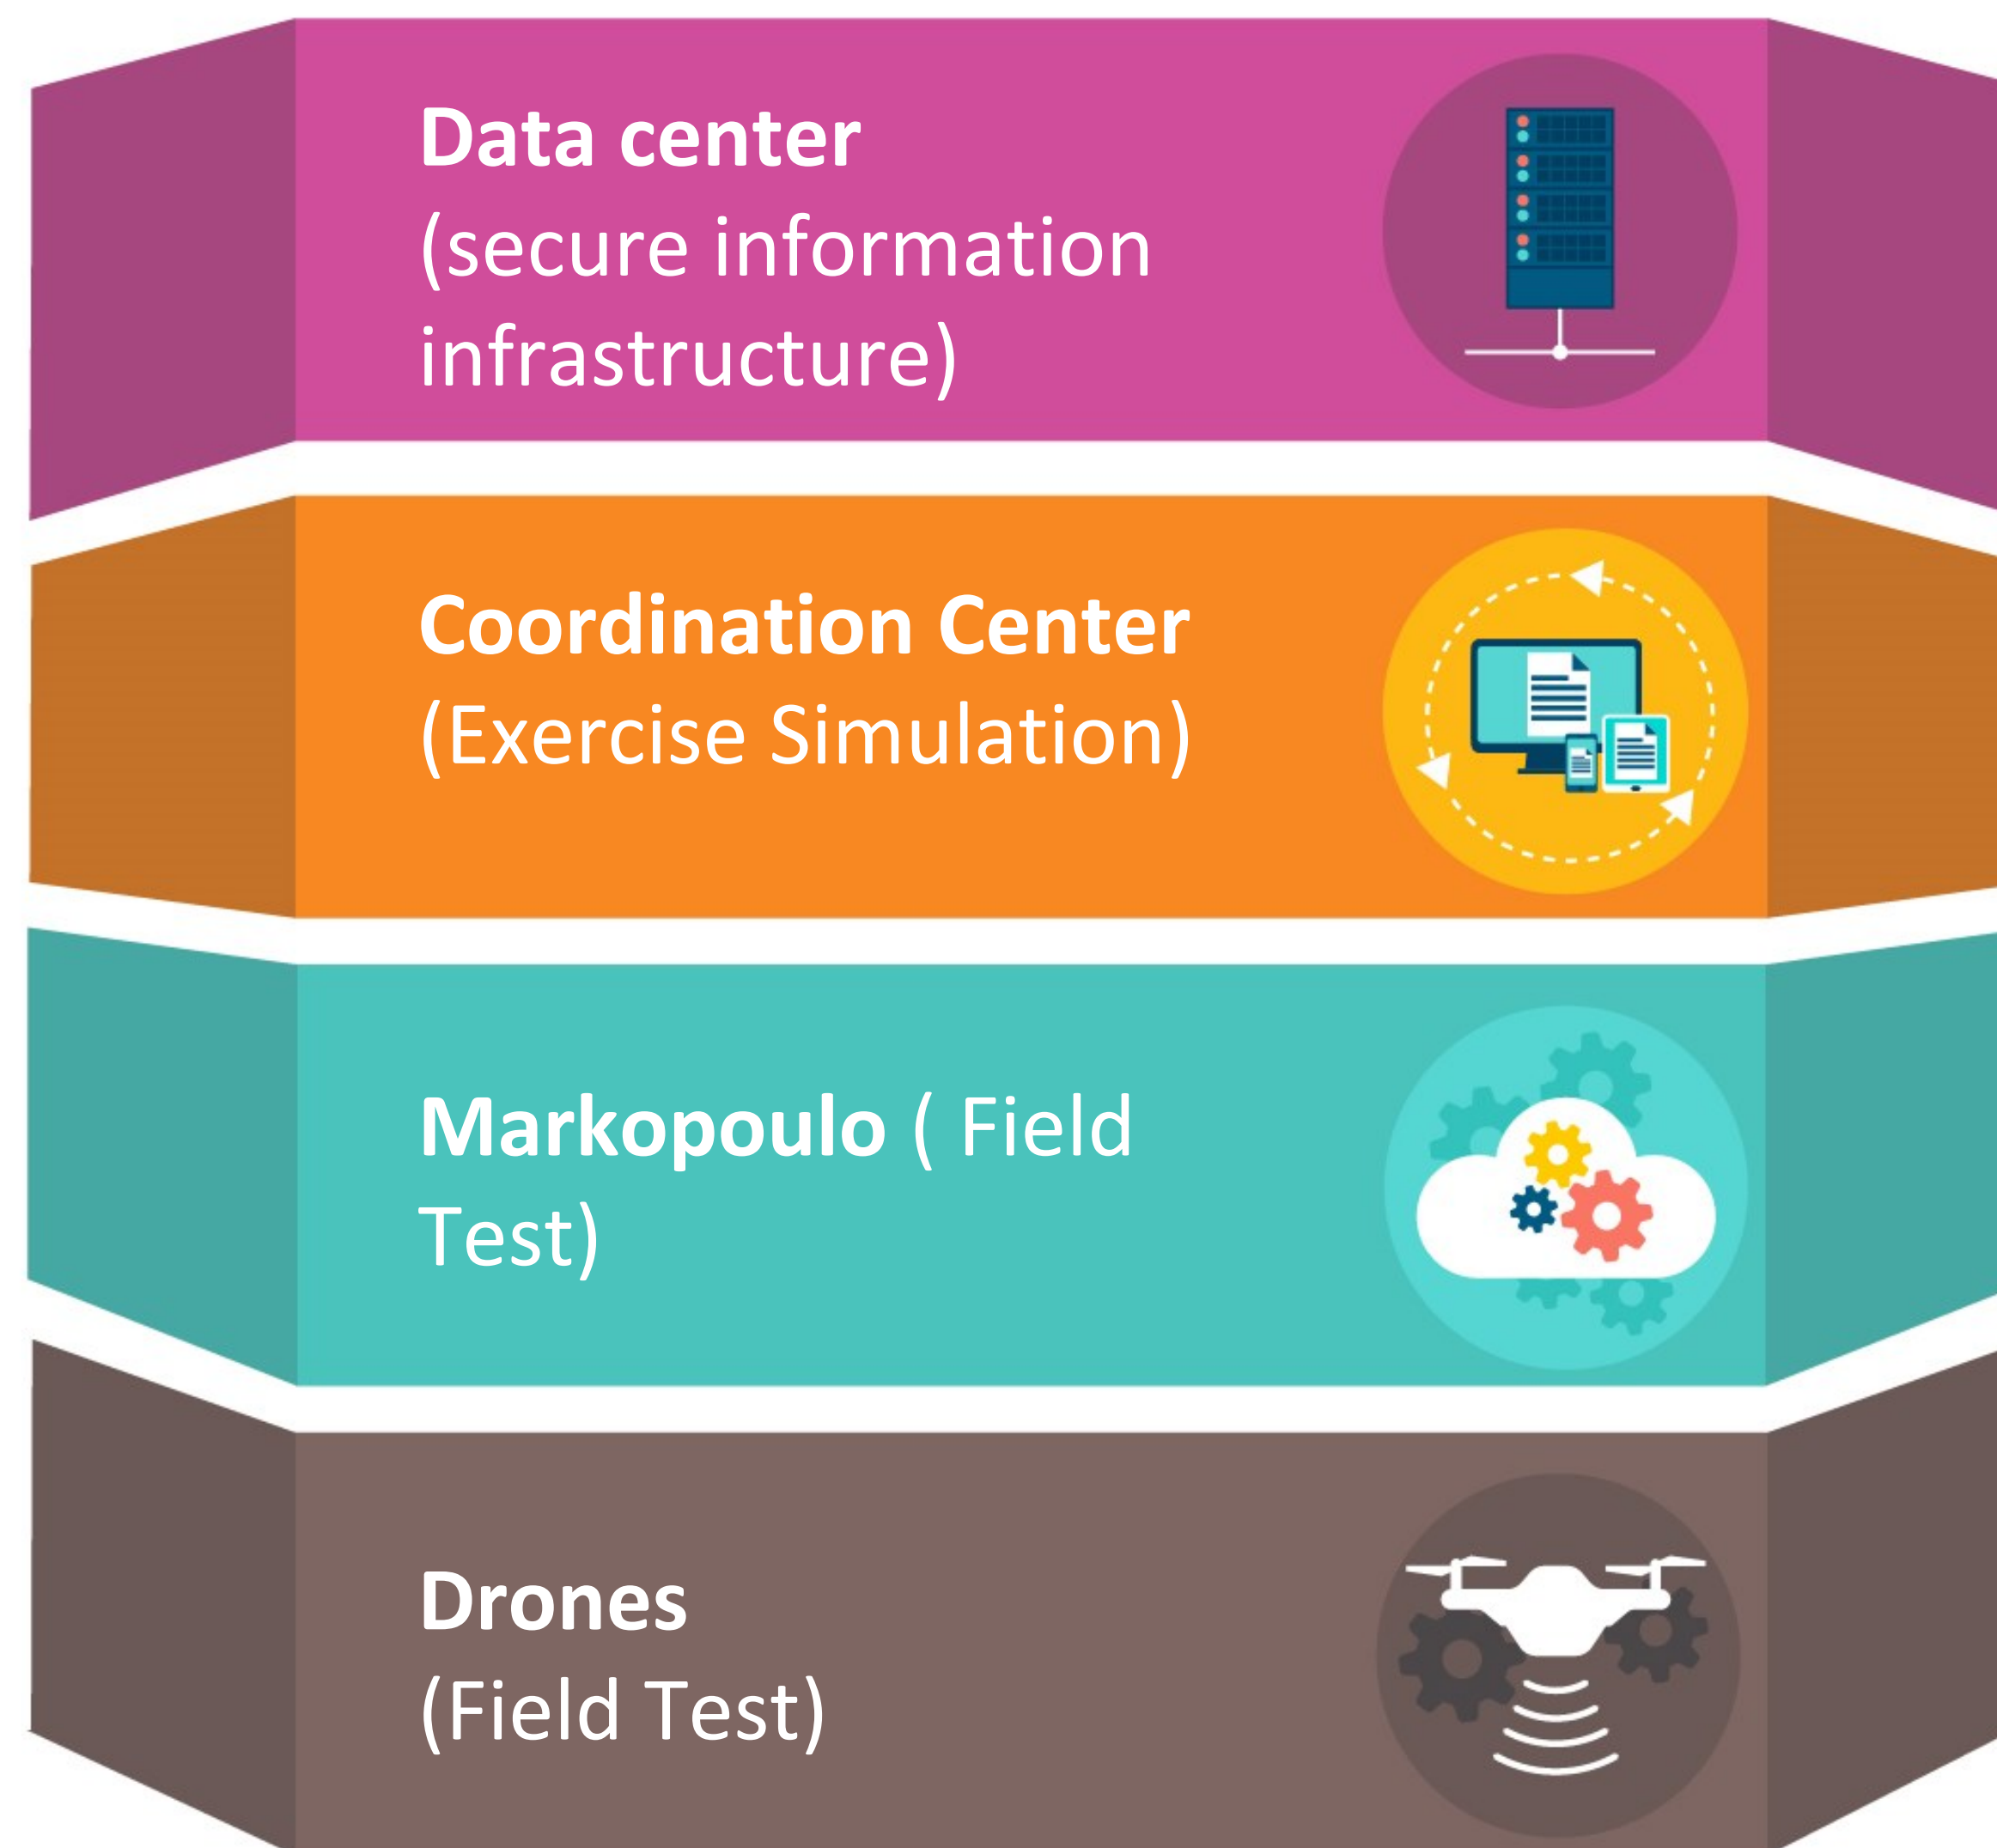 Data center
(secure information
infrastructure)
Coordination Center
(Exercise Simulation)
Markopoulo ( Field
Test)
Drones
(Field Test)